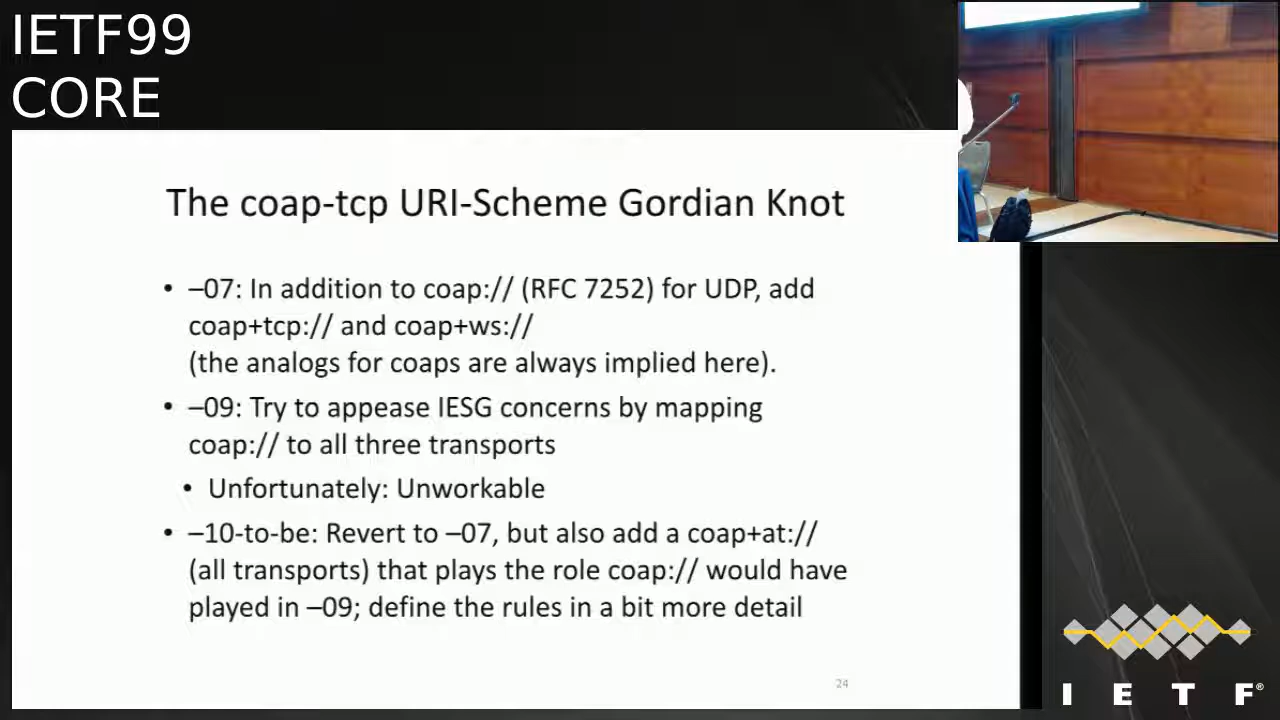 IETF99
CORE
The coap-tcp URI-Scheme Gordian Knot
• –07: In addition to coap:// (RFC 7252) for UDP, add
coap+tcp:// and coap+ws://
(the analogs for coaps are always implied here).
• –09: Try to appease IESG concerns by mapping
coap:// to all three transports
• Unfortunately: Unworkable
• –10-to-be: Revert to –07, but also add a coap+at://
(all transports) that plays the role coap:// would have
played in –09; define the rules in a bit more detail
24
I E T F®